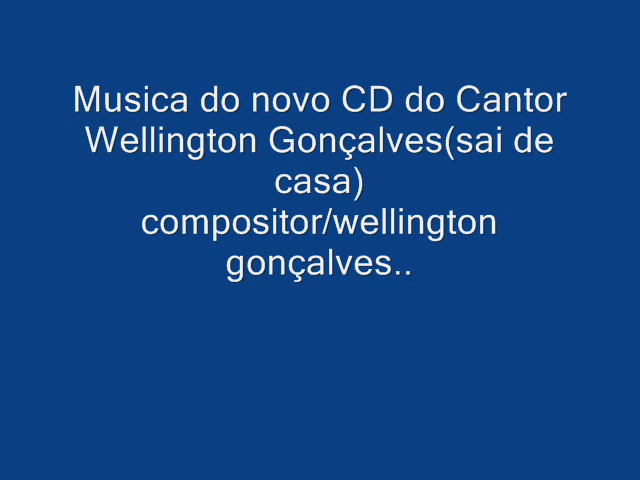 Musica do novo CD do Cantor
Wellington Gonçalves(sai de
casa)
compositor/wellington
gonçalves..